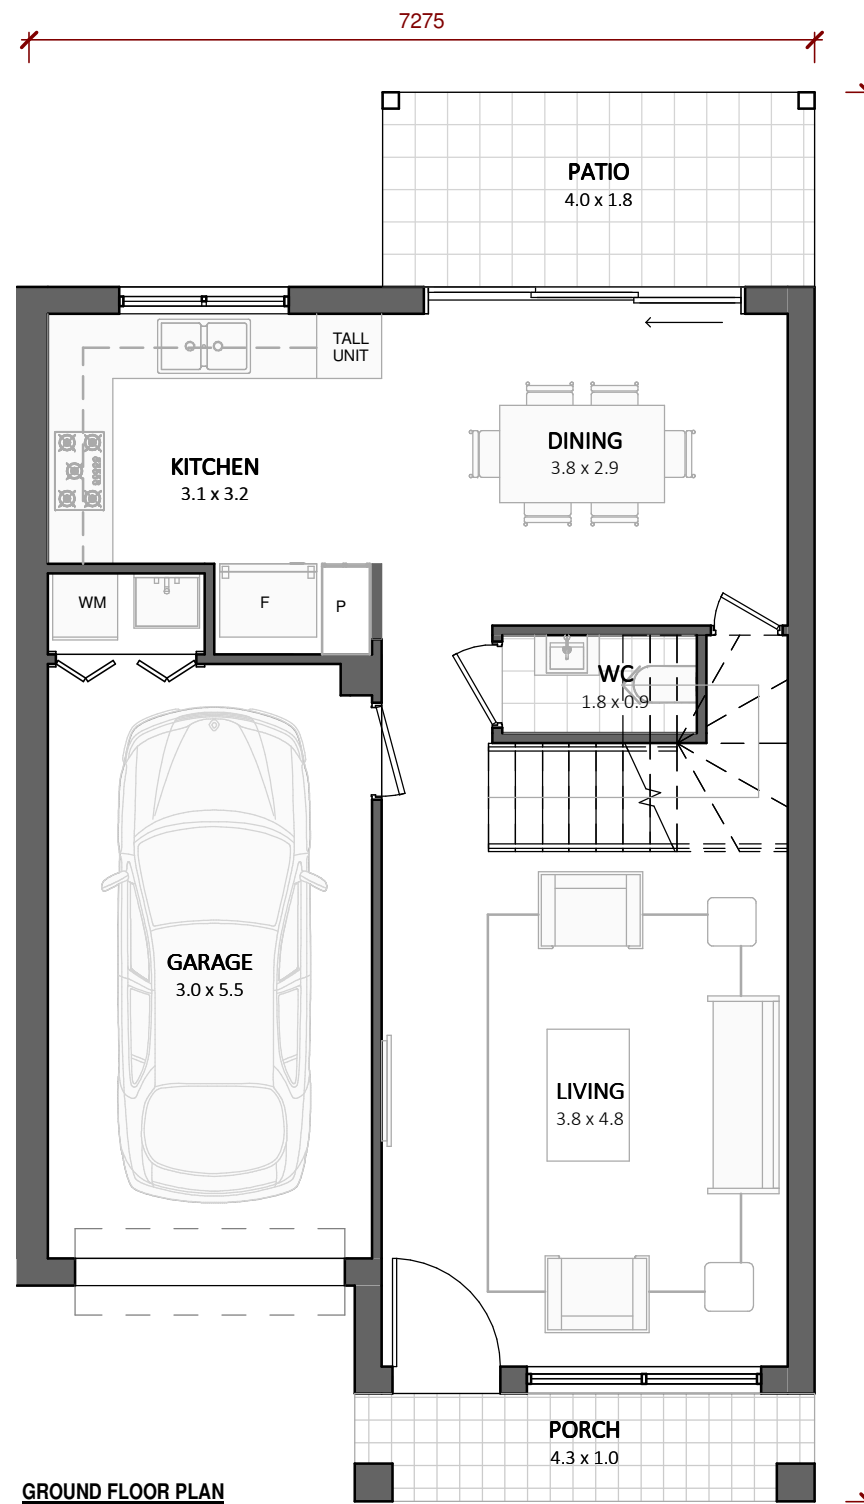 7275
PATIO
4.0 x 1.8
TALL
UNIT
DINING
3.8 x 2.9
KITCHEN
3.1 x 3.2
WM
F
P
WC
1.8 x 0.9
GARAGE
3.0 x 5.5
LIVING
3.8 x 4.8
PORCH
4.3 x 1.0
GROUND FLOOR PLAN